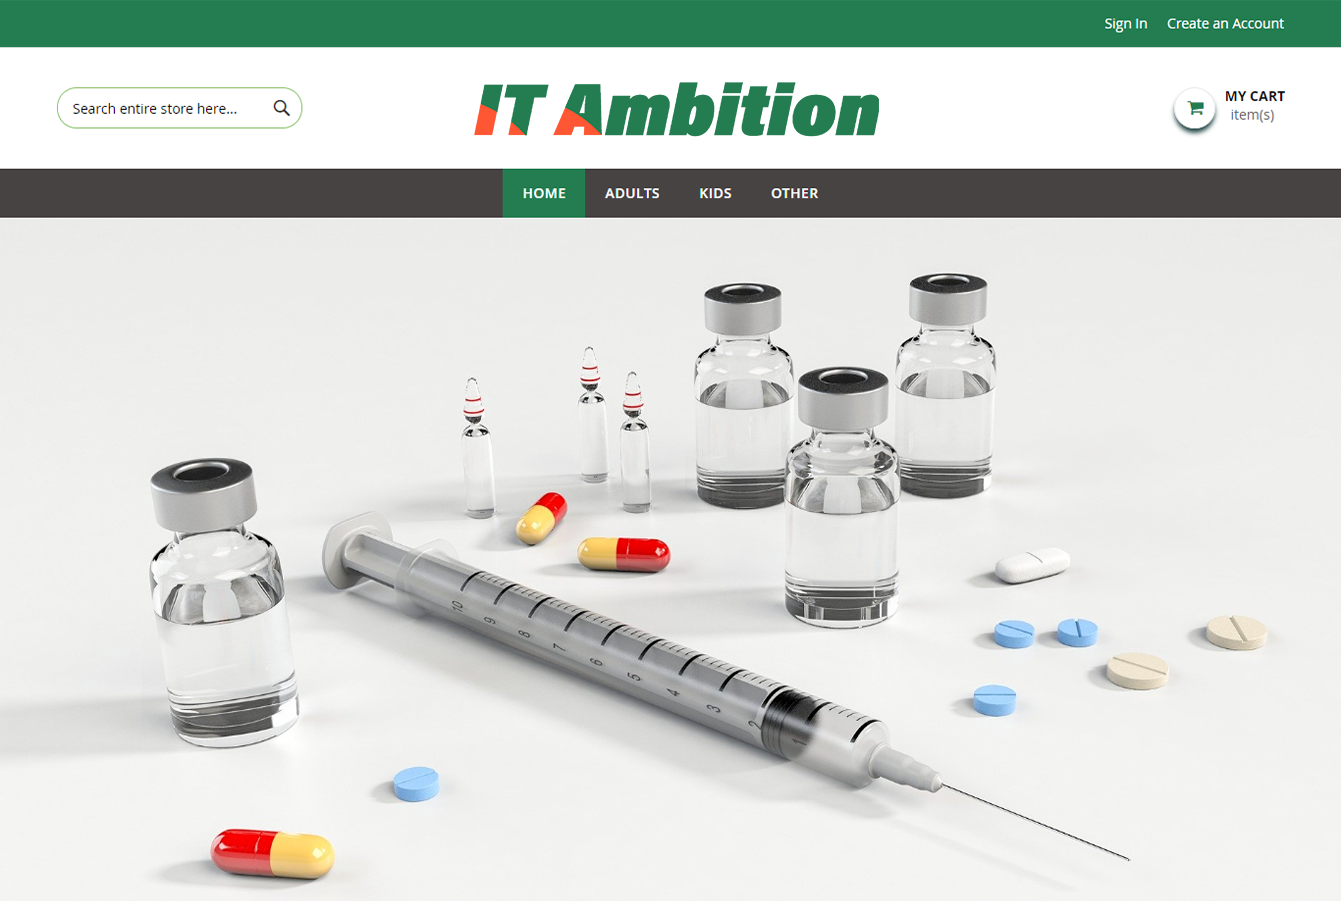 Sign In Create an Account
Search entire store here...
IT Ambition
MY CART
item(s)
HOME ADULTS KIDS OTHER
10
9
8
7
6
5
4
3
2
1